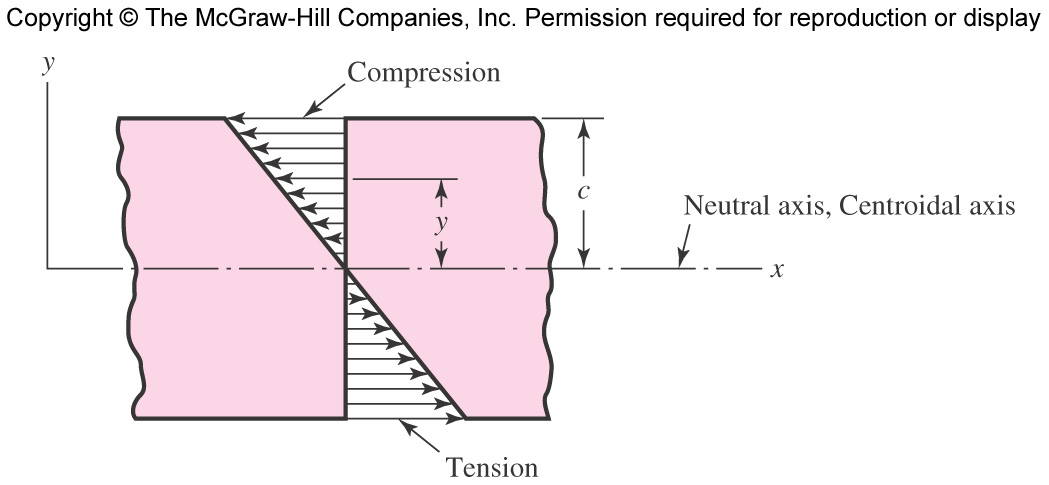 Copyright © The McGraw-Hill Companies, Inc. Permission required for reproduction or display
y
Compression
c
y
Neutral axis, Centroidal axis
x
Tension